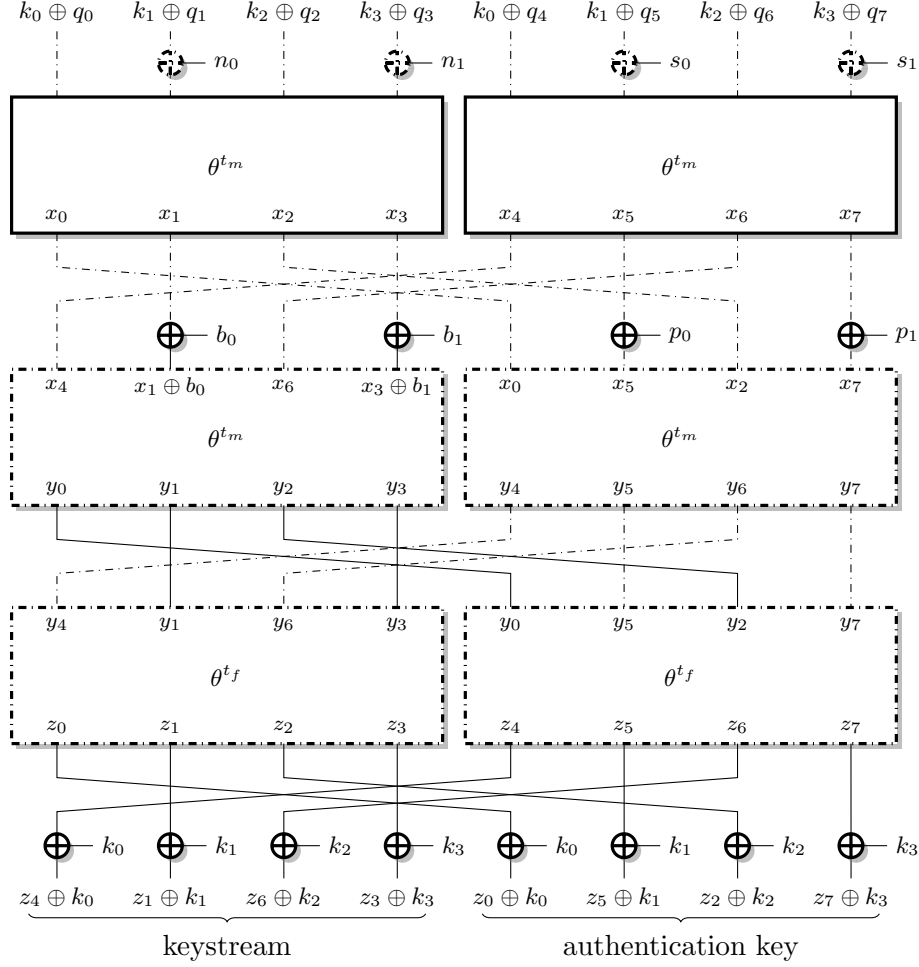 k₀ ⊕ q₀ k₁ ⊕ q₁ k₂ ⊕ q₂ k₃ ⊕ q₃ k₀ ⊕ q₄ k₁ ⊕ q₅ k₂ ⊕ q₆ k₃ ⊕ q₇
n₀ n₁ s₀ s₁
θ^{t_m} θ^{t_m}
x₀ x₁ x₂ x₃ x₄ x₅ x₆ x₇
b₀ b₁ p₀ p₁
x₄ x₁ ⊕ b₀ x₆ x₃ ⊕ b₁ x₀ x₅ x₂ x₇
θ^{t_m} θ^{t_m}
y₀ y₁ y₂ y₃ y₄ y₅ y₆ y₇
y₄ y₁ y₆ y₃ y₀ y₅ y₂ y₇
θ^{t_f} θ^{t_f}
z₀ z₁ z₂ z₃ z₄ z₅ z₆ z₇
k₀ k₁ k₂ k₃ k₀ k₁ k₂ k₃
z₄ ⊕ k₀ z₁ ⊕ k₁ z₆ ⊕ k₂ z₃ ⊕ k₃ z₀ ⊕ k₀ z₅ ⊕ k₁ z₂ ⊕ k₂ z₇ ⊕ k₃
keystream authentication key